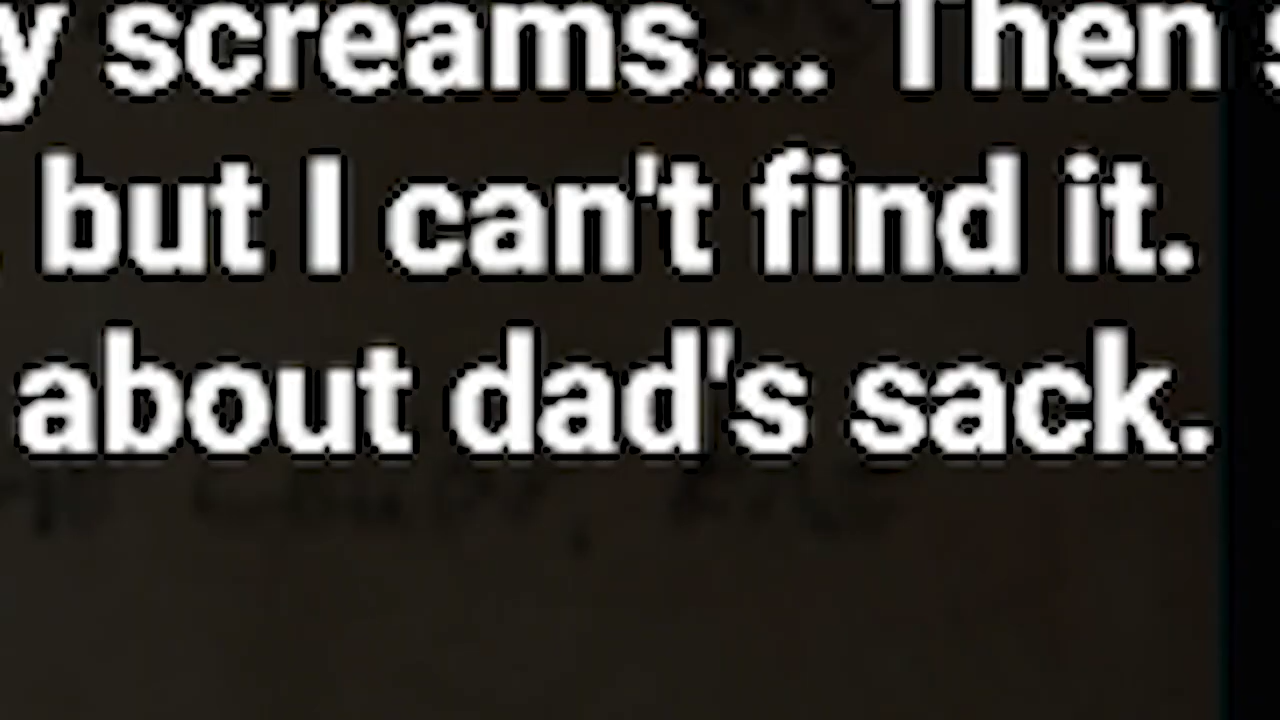 screams... Then
but I can't find it.
about dad's sack.